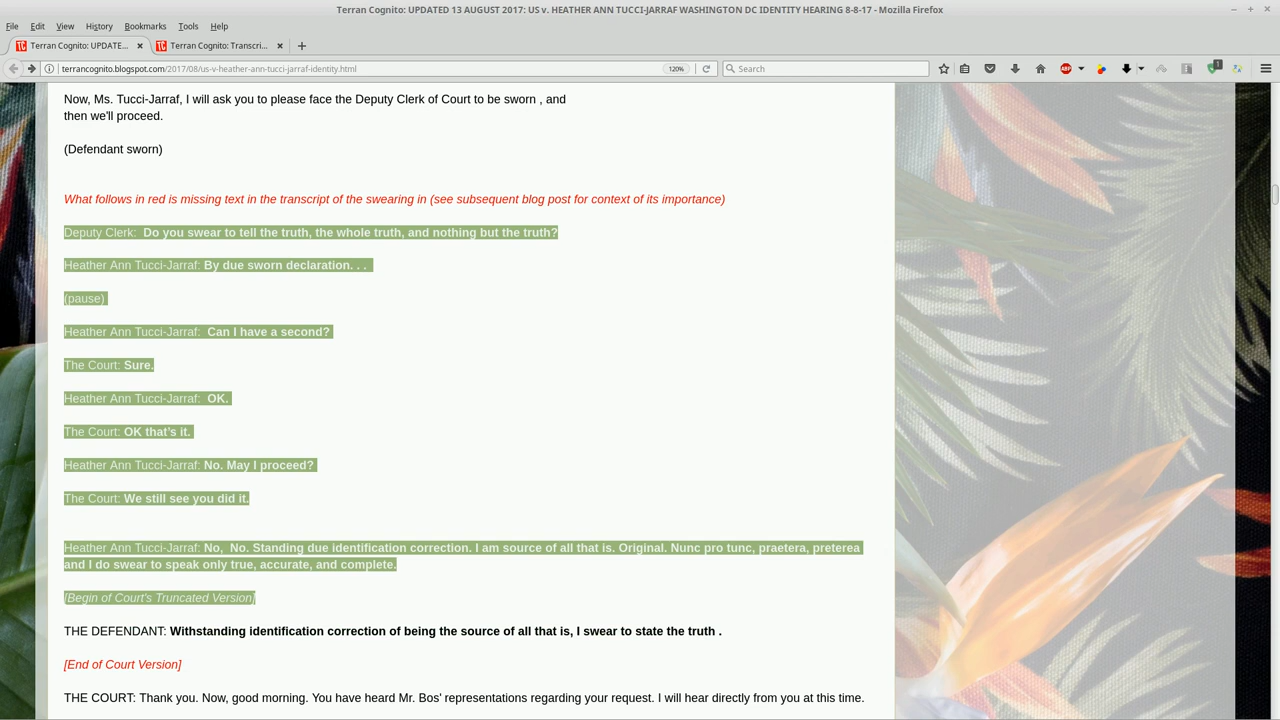 Terran Cognito: UPDATED 13 AUGUST 2017: US v. HEATHER ANN TUCCI-JARRAF WASHINGTON DC IDENTITY HEARING 8-8-17 - Mozilla Firefox
File Edit View History Bookmarks Tools Help
Terran Cognito: UPDATE... Terran Cognito: Transcri...
terrancognito.blogspot.com/2017/08/us-v-heather-ann-tucci-jarraf-identity.html 120% Search
Now, Ms. Tucci-Jarraf, I will ask you to please face the Deputy Clerk of Court to be sworn , and
then we'll proceed.
(Defendant sworn)
What follows in red is missing text in the transcript of the swearing in (see subsequent blog post for context of its importance)
Deputy Clerk: Do you swear to tell the truth, the whole truth, and nothing but the truth?
Heather Ann Tucci-Jarraf: By due sworn declaration. . .
(pause)
Heather Ann Tucci-Jarraf: Can I have a second?
The Court: Sure.
Heather Ann Tucci-Jarraf: OK.
The Court: OK that's it.
Heather Ann Tucci-Jarraf: No. May I proceed?
The Court: We still see you did it.
Heather Ann Tucci-Jarraf: No, No. Standing due identification correction. I am source of all that is. Original. Nunc pro tunc, praetera, preterea
and I do swear to speak only true, accurate, and complete.
[Begin of Court's Truncated Version]
THE DEFENDANT: Withstanding identification correction of being the source of all that is, I swear to state the truth .
[End of Court Version]
THE COURT: Thank you. Now, good morning. You have heard Mr. Bos' representations regarding your request. I will hear directly from you at this time.